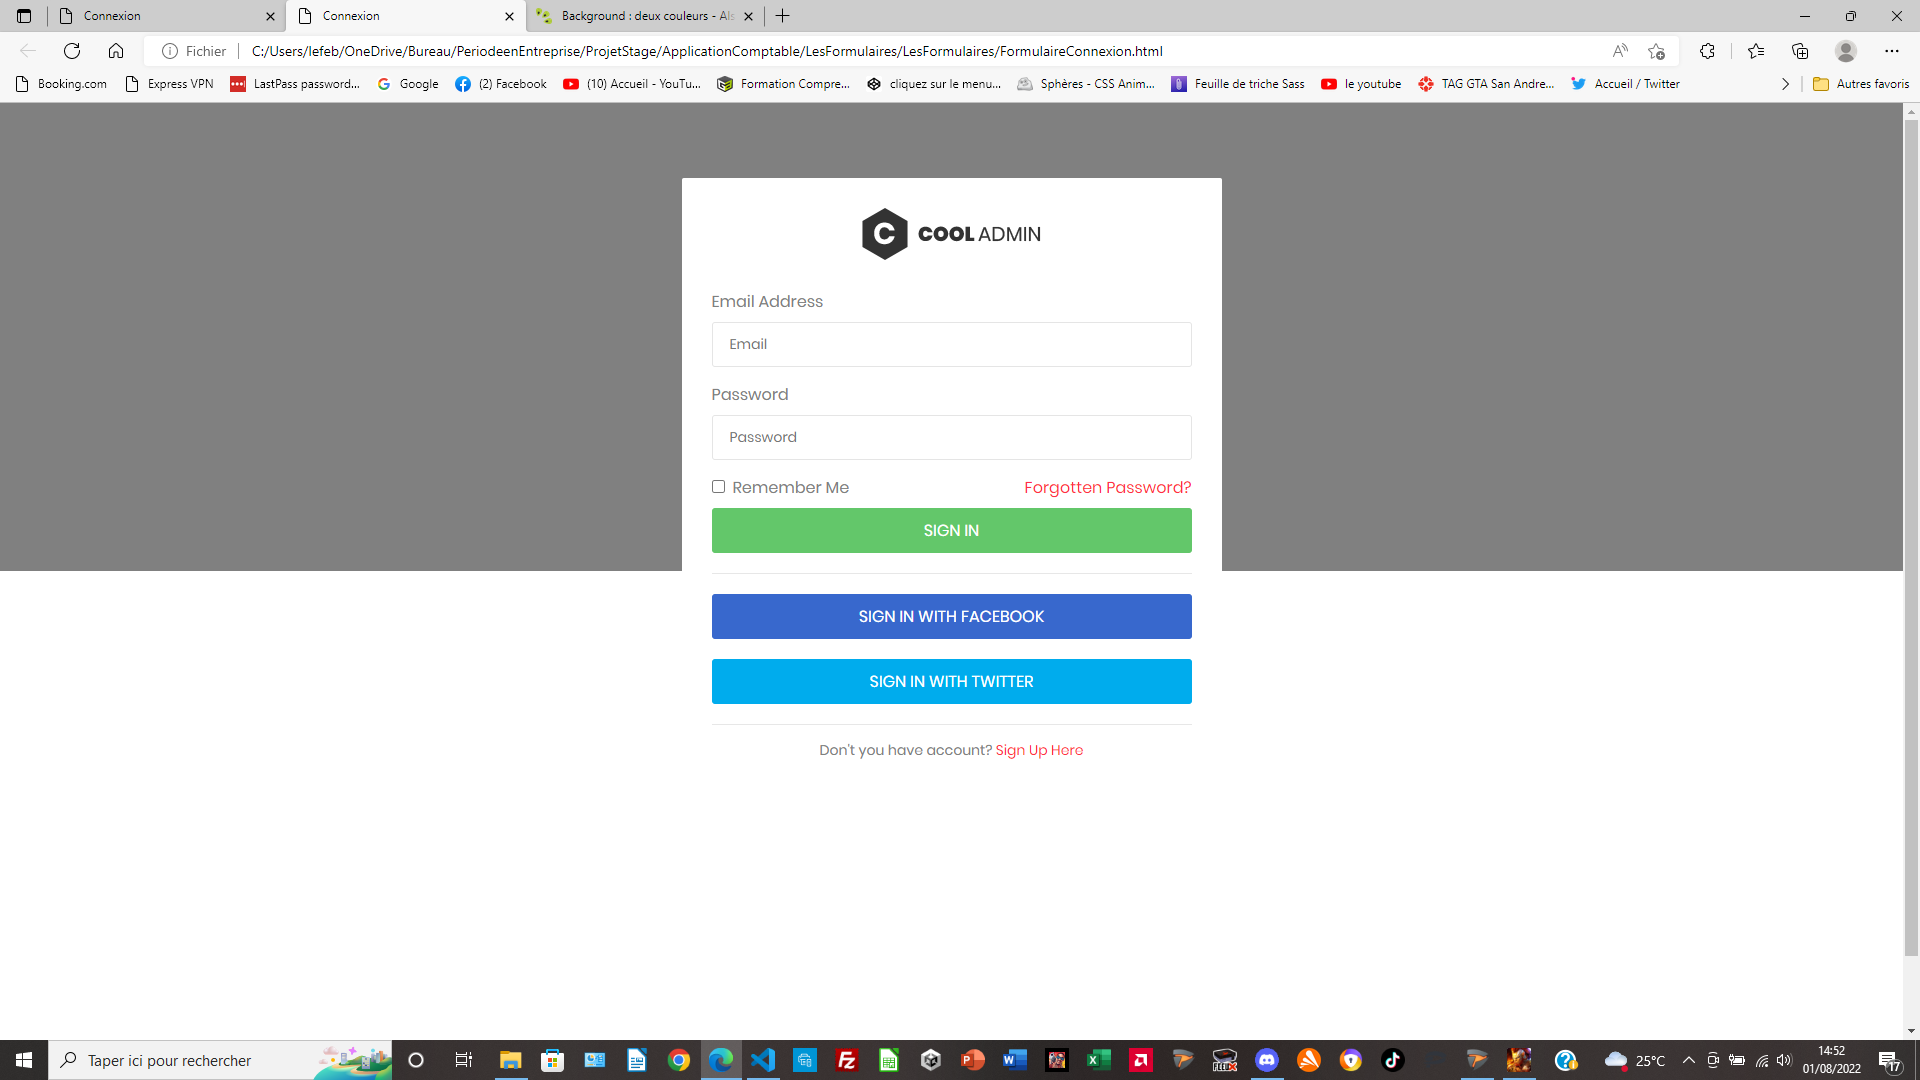 Connexion
Connexion
Background : deux couleurs - Als
Fichier
C:/Users/lefeb/OneDrive/Bureau/PeriodeenEntreprise/ProjetStage/ApplicationComptable/LesFormulaires/LesFormulaires/FormulaireConnexion.html
Booking.com
Express VPN
LastPass password...
Google
(2) Facebook
(10) Accueil - YouTu...
Formation Compre...
cliquez sur le menu...
Sphères - CSS Anim...
Feuille de triche Sass
le youtube
TAG GTA San Andre...
Accueil / Twitter
Autres favoris
C COOL ADMIN
Email Address
Email
Password
Password
Remember Me
Forgotten Password?
SIGN IN
SIGN IN WITH FACEBOOK
SIGN IN WITH TWITTER
Don't you have account? Sign Up Here
Taper ici pour rechercher
25°C
14:52
01/08/2022
17